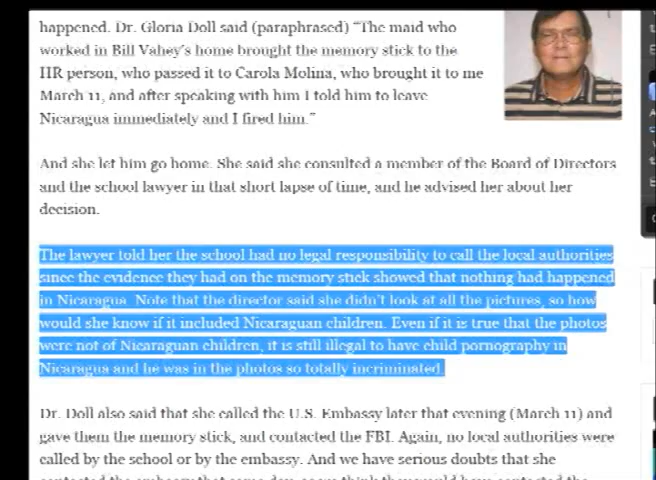 happened. Dr. Gloria Doll said (paraphrased) “The maid who
worked in Bill Vahey’s home brought the memory stick to the
HR person, who passed it to Carola Molina, who brought it to me
March 11, and after speaking with him I told him to leave
Nicaragua immediately and I fired him.”
And she let him go home. She said she consulted a member of the Board of Directors
and the school lawyer in that short lapse of time, and he advised her about her
decision.
The lawyer told her the school had no legal responsibility to call the local authorities
since the evidence they had on the memory stick showed that nothing had happened
in Nicaragua. Note that the director said she didn’t look at all the pictures, so how
would she know if it included Nicaraguan children. Even if it is true that the photos
were not of Nicaraguan children, it is still illegal to have child pornography in
Nicaragua and he was in the photos so totally incriminated.
Dr. Doll also said that she called the U.S. Embassy later that evening (March 11) and
gave them the memory stick, and contacted the FBI. Again, no local authorities were
called by the school or by the embassy. And we have serious doubts that she